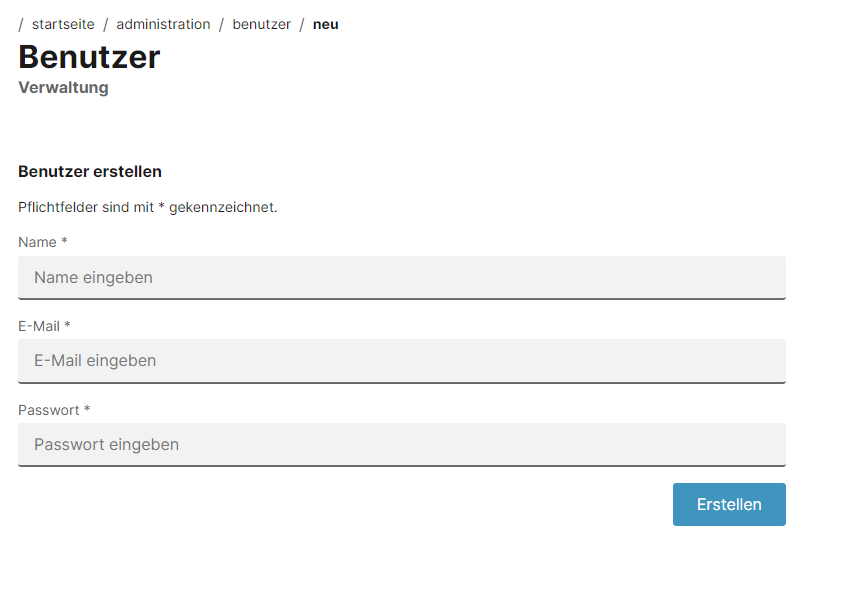 / startseite / administration / benutzer / neu
Benutzer
Verwaltung
Benutzer erstellen
Pflichtfelder sind mit * gekennzeichnet.
Name *
Name eingeben
E-Mail *
E-Mail eingeben
Passwort *
Passwort eingeben
Erstellen